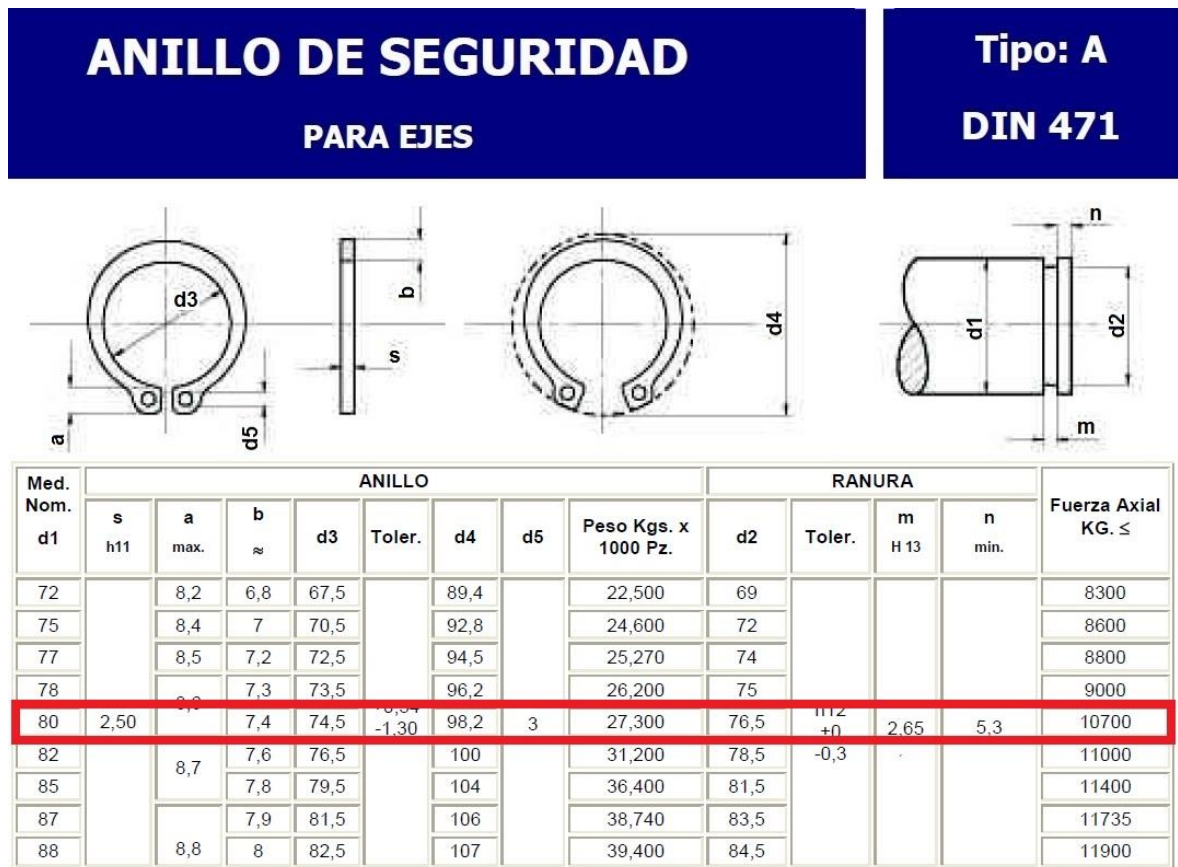 ANILLO DE SEGURIDAD
PARA EJES
Tipo: A
DIN 471
d3
a
d5
b
s
d4
n
d1
d2
m
Med. Nom. d1
ANILLO
RANURA
Fuerza Axial KG. ≤
s h11
a max.
b ≈
d3
Toler.
d4
d5
Peso Kgs. x 1000 Pz.
d2
Toler.
m H 13
n min.
72 8,2 6,8 67,5 89,4 22,500 69 8300
75 8,4 7 70,5 92,8 24,600 72 8600
77 8,5 7,2 72,5 94,5 25,270 74 8800
78 7,3 73,5 96,2 26,200 75 9000
80 2,50 7,4 74,5 -1,30 98,2 3 27,300 76,5 +0 2,65 5,3 10700
82 7,6 76,5 100 31,200 78,5 -0,3 11000
8,7
85 7,8 79,5 104 36,400 81,5 11400
87 7,9 81,5 106 38,740 83,5 11735
88 8,8 8 82,5 107 39,400 84,5 11900